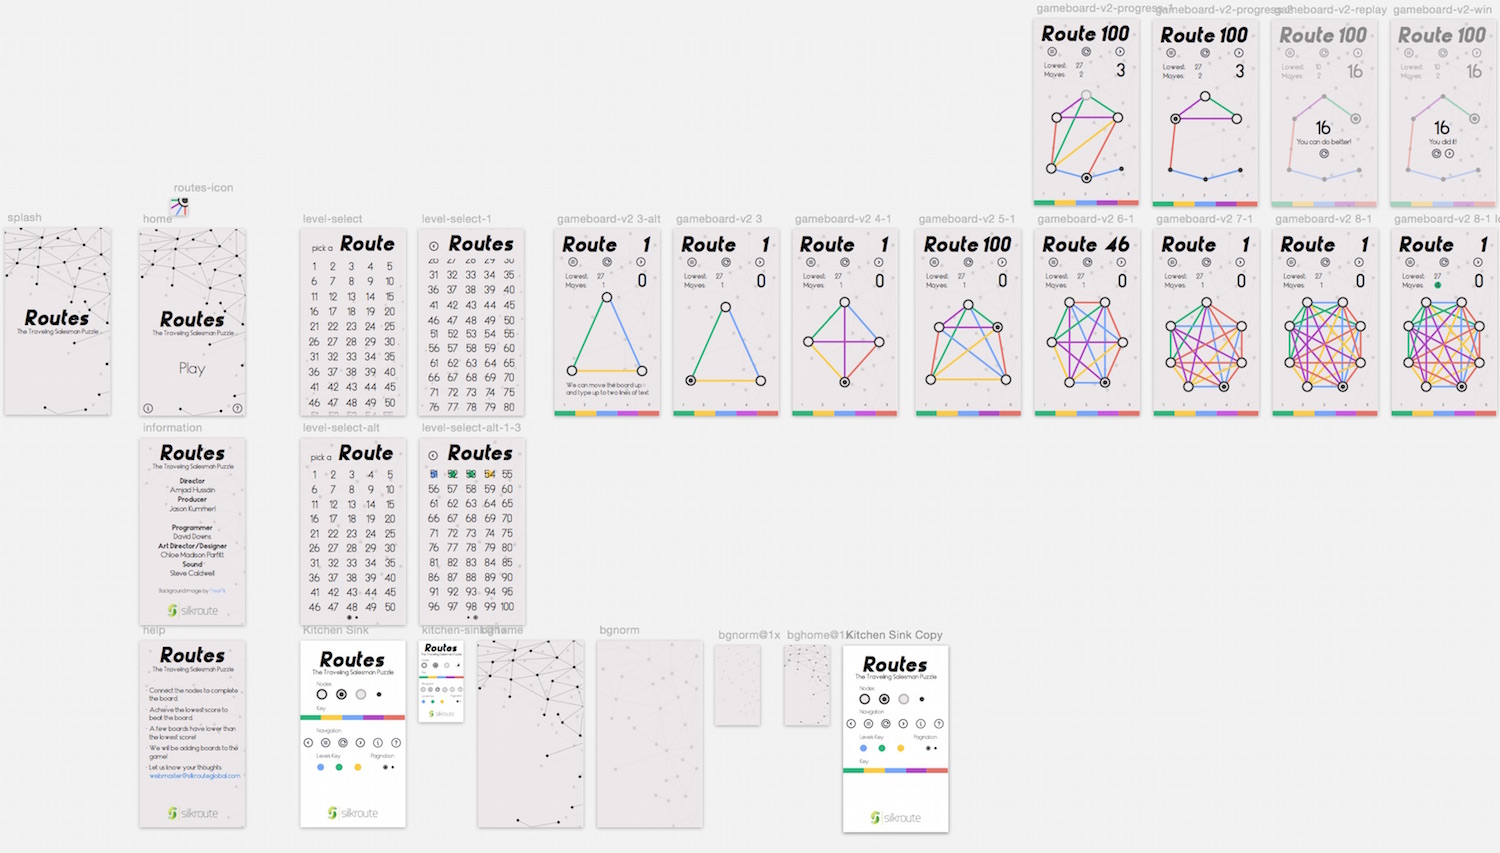 gameboard-v2-progress-1
gameboard-v2-progress-2
gameboard-v2-replay
gameboard-v2-win
Route 100
Lowest: 27
Moves: 2
3
Route 100
Lowest: 27
Moves: 2
3
Route 100
Lowest: 10
Moves: 2
16
16
You can do better!
Route 100
Lowest: 10
Moves: 2
16
16
You did it!
routes-icon
splash
Routes
The Traveling Salesman Puzzle
home
Routes
The Traveling Salesman Puzzle
Play
level-select
pick a Route
1 2 3 4 5
6 7 8 9 10
11 12 13 14 15
16 17 18 19 20
21 22 23 24 25
26 27 28 29 30
31 32 33 34 35
36 37 38 39 40
41 42 43 44 45
46 47 48 49 50
level-select-1
Routes
26 27 28 29 30
31 32 33 34 35
36 37 38 39 40
41 42 43 44 45
46 47 48 49 50
51 52 53 54 55
56 57 58 59 60
61 62 63 64 65
66 67 68 69 70
71 72 73 74 75
76 77 78 79 80
gameboard-v2 3-alt
Route 1
Lowest: 27
Moves: 1
0
We can move the board up
and type up to two lines of text
gameboard-v2 3
Route 1
Lowest: 27
Moves: 1
0
gameboard-v2 4-1
Route 1
Lowest: 27
Moves: 1
0
gameboard-v2 5-1
Route 100
Lowest: 27
Moves: 1
0
gameboard-v2 6-1
Route 46
Lowest: 27
Moves: 1
0
gameboard-v2 7-1
Route 1
Lowest: 27
Moves: 1
0
gameboard-v2 8-1
Route 1
Lowest: 27
Moves: 1
0
gameboard-v2 8-1
Route 1
Lowest: 27
Moves:
0
information
Routes
The Traveling Salesman Puzzle
Director
Amjad Hussain
Producer
Jason Kummerl
Programmer
David Downs
Art Director/Designer
Chloe Madison Parfitt
Sound
Steve Caldwell
Background image by FreePik
silkroute
level-select-alt
pick a Route
1 2 3 4 5
6 7 8 9 10
11 12 13 14 15
16 17 18 19 20
21 22 23 24 25
26 27 28 29 30
31 32 33 34 35
36 37 38 39 40
41 42 43 44 45
46 47 48 49 50
level-select-alt-1-3
Routes
51 52 53 54 55
56 57 58 59 60
61 62 63 64 65
66 67 68 69 70
71 72 73 74 75
76 77 78 79 80
81 82 83 84 85
86 87 88 89 90
91 92 93 94 95
96 97 98 99 100
help
Routes
The Traveling Salesman Puzzle
Connect the nodes to complete
the board.
Acheive the lowest score to
beat the board.
A few boards have lower than
the lowest score!
We will be adding boards to the
game!
Let us know your thoughts
webmaster@silkrouteglobal.com
silkroute
Kitchen Sink
Routes
The Traveling Salesman Puzzle
Nodes
Key
Navigation
Levels Key Pagination
silkroute
Routes
silkroute
bgnorm
bgnorm@1x
bghome@1x
Kitchen Sink Copy
Routes
The Traveling Salesman Puzzle
Nodes
Navigation
Levels Key Pagination
Key
silkroute